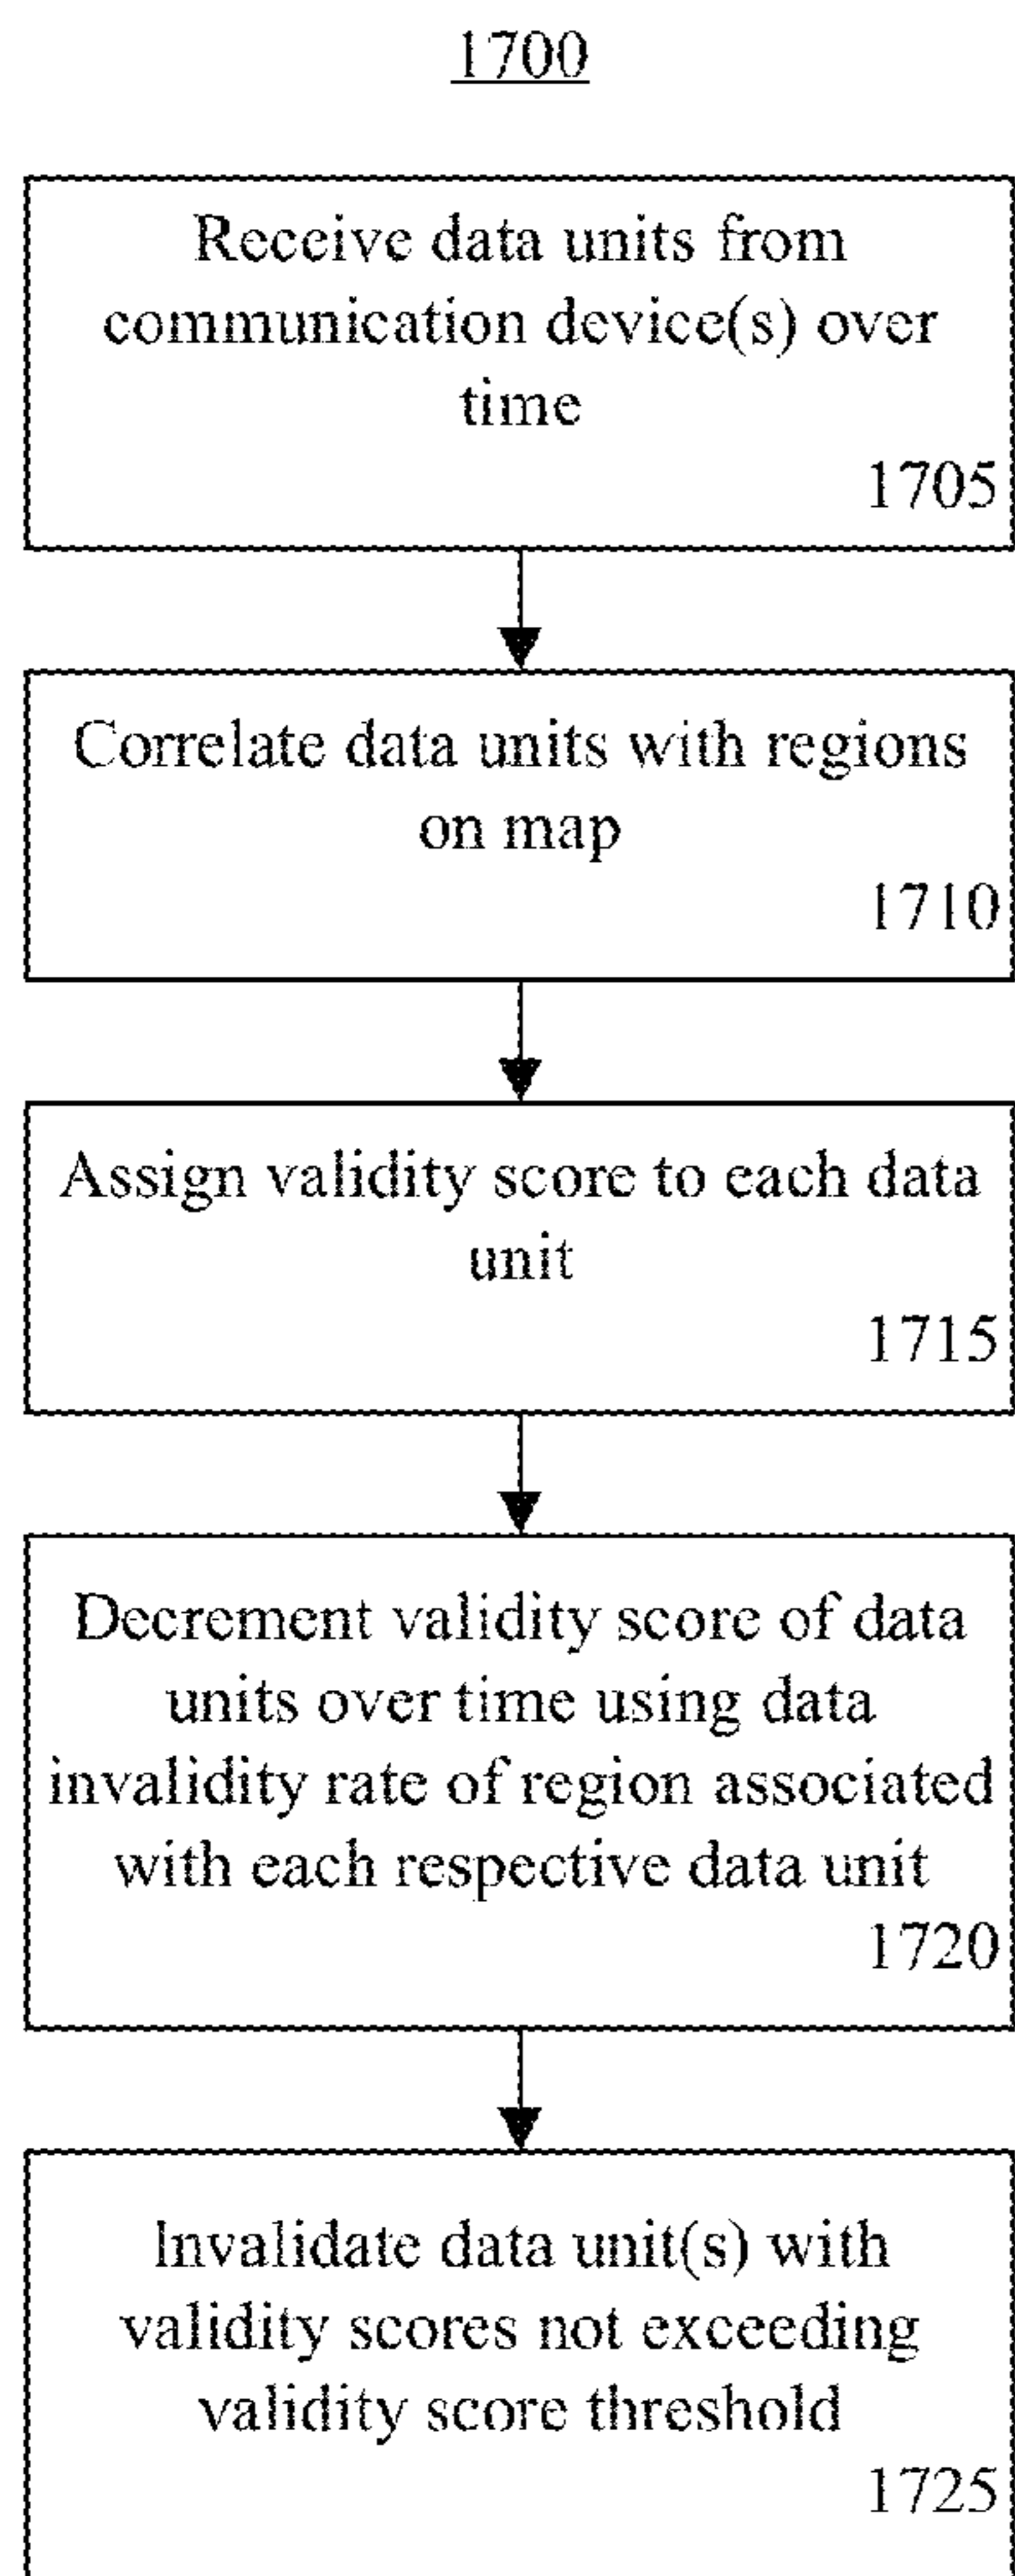 1700
Receive data units from
communication device(s) over
time
1705
Correlate data units with regions
on map
1710
Assign validity score to each data
unit
1715
Decrement validity score of data
units over time using data
invalidity rate of region associated
with each respective data unit
1720
Invalidate data unit(s) with
validity scores not exceeding
validity score threshold
1725